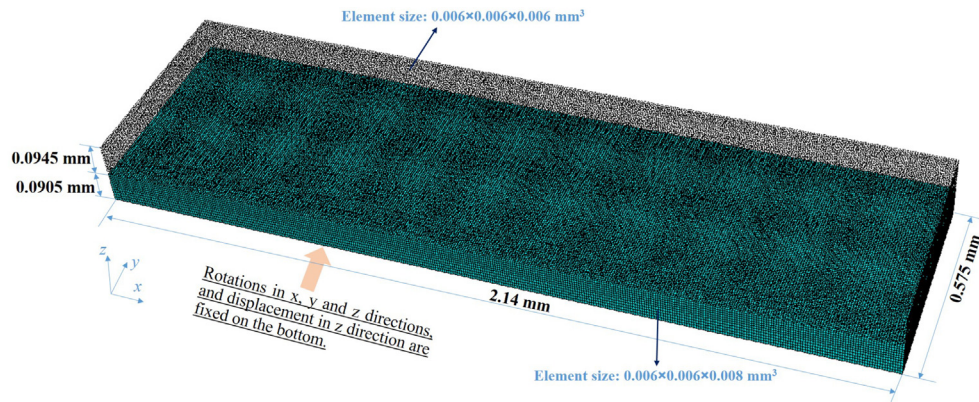 Element size: 0.006×0.006×0.006 mm³
0.0945 mm
0.0905 mm
z
y
x
Rotations in x, y and z directions,
and displacement in z direction are
fixed on the bottom.
2.14 mm
0.575 mm
Element size: 0.006×0.006×0.008 mm³